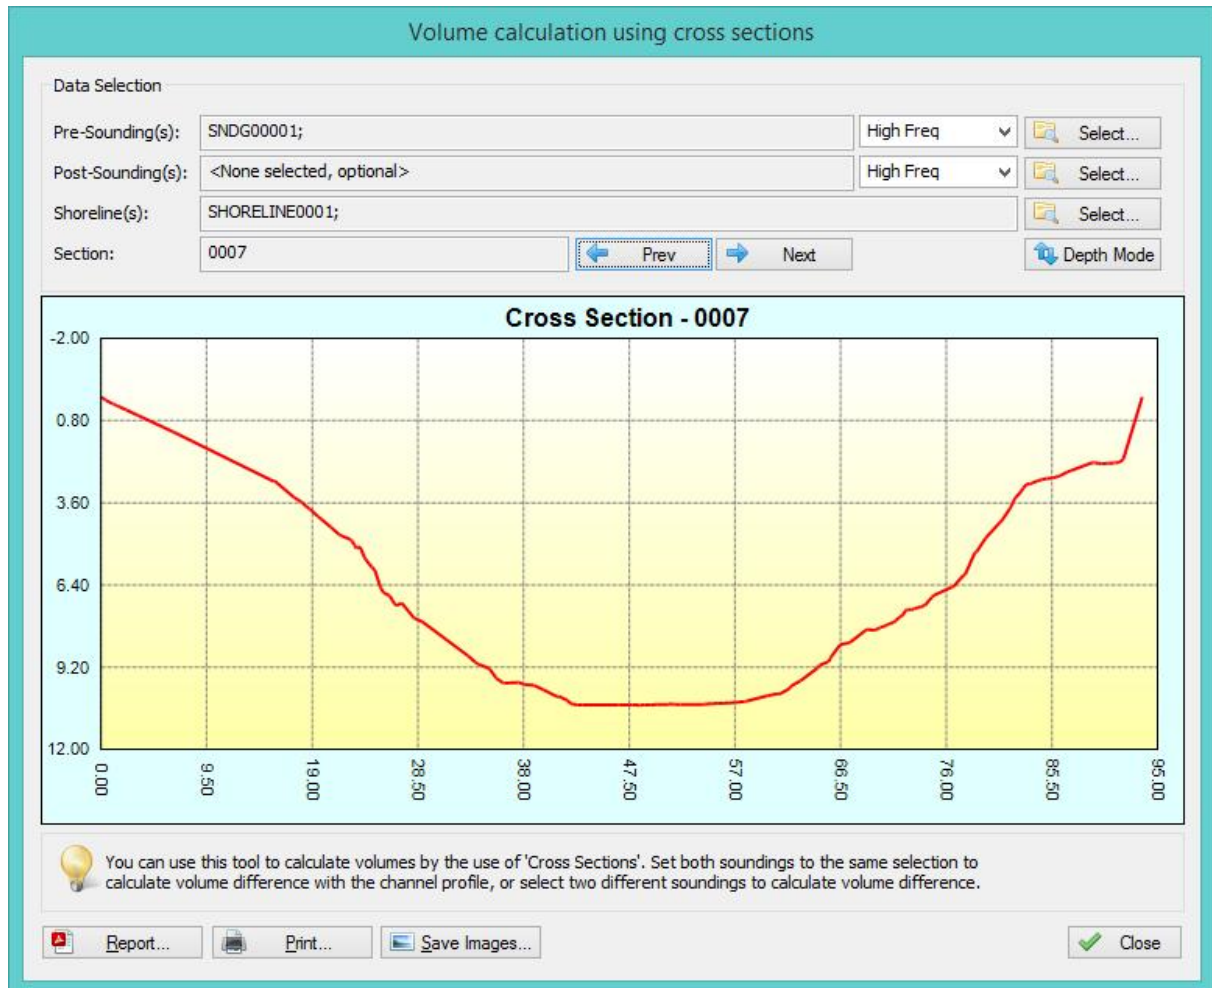 Volume calculation using cross sections
Data Selection
Pre-Sounding(s): SNDG00001; High Freq Select...
Post-Sounding(s): <None selected, optional> High Freq Select...
Shoreline(s): SHORELINE0001; Select...
Section: 0007 Prev Next Depth Mode
Cross Section - 0007
-2.00
0.80
3.60
6.40
9.20
12.00
0.00 9.50 19.00 28.50 38.00 47.50 57.00 66.50 76.00 85.50 95.00
You can use this tool to calculate volumes by the use of 'Cross Sections'. Set both soundings to the same selection to
calculate volume difference with the channel profile, or select two different soundings to calculate volume difference.
Report... Print... Save Images... Close